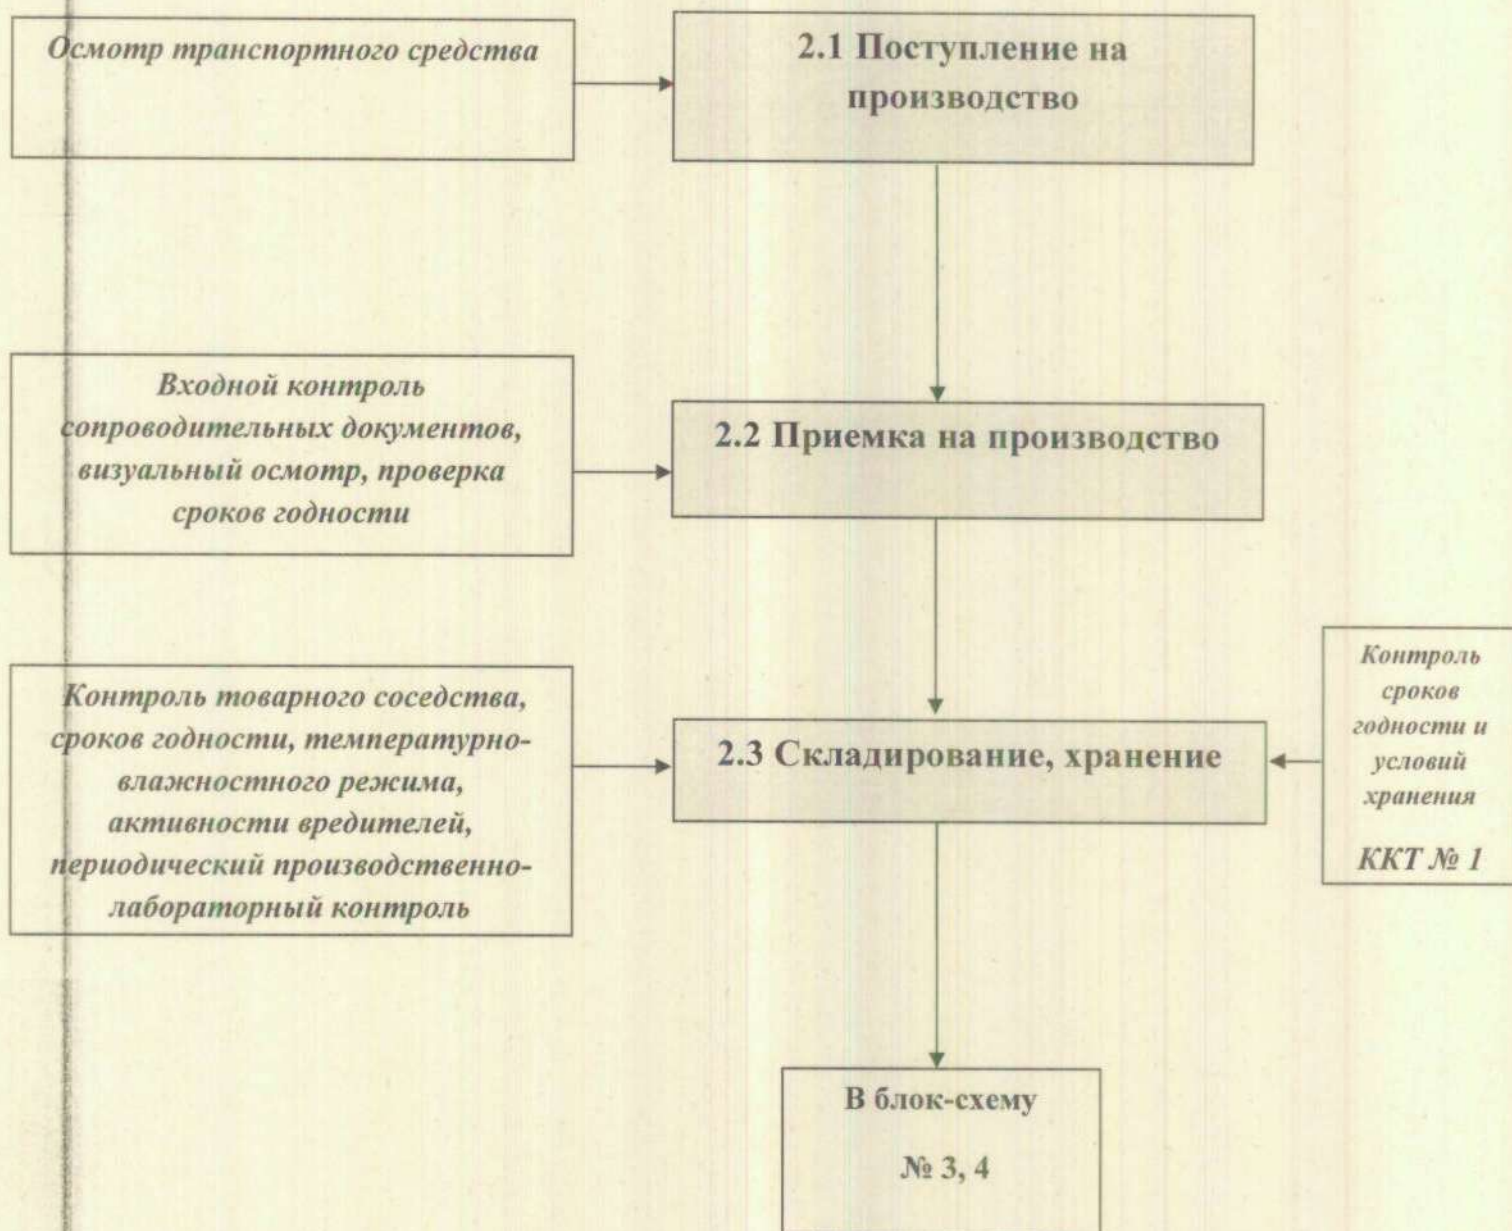 Осмотр транспортного средства
2.1 Поступление на
производство
Входной контроль
сопроводительных документов,
визуальный осмотр, проверка
сроков годности
2.2 Приемка на производство
Контроль товарного соседства,
сроков годности, температурно-
влажностного режима,
активности вредителей,
периодический производственно-
лабораторный контроль
2.3 Складирование, хранение
Контроль
сроков
годности и
условий
хранения
ККТ № 1
В блок-схему
№ 3, 4